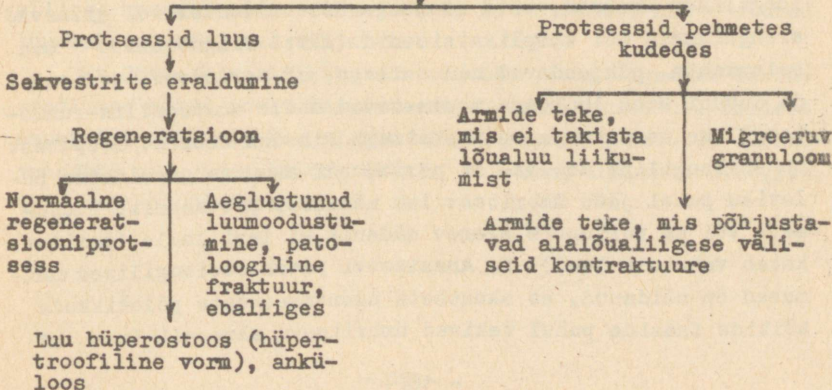 Protsessid luus
Sekvestrite eraldumine
Regeneratsioon
Normaalne
regenerat-
siooniprot-
sess
Aeglustunud
luumoodustu-
mine, pato-
loogiline
fraktuur,
ebaliiges
Luu hüperostoos (hüper-
troofiline vorm), ankü-
loos
Protsessid pehmetes
kudedes
Armide teke,
mis ei takista
lõualuu liiku-
mist
Migreeruv
granuloom
Armide teke, mis põhjusta-
vad alalõualiigese väli-
seid kontraktuure